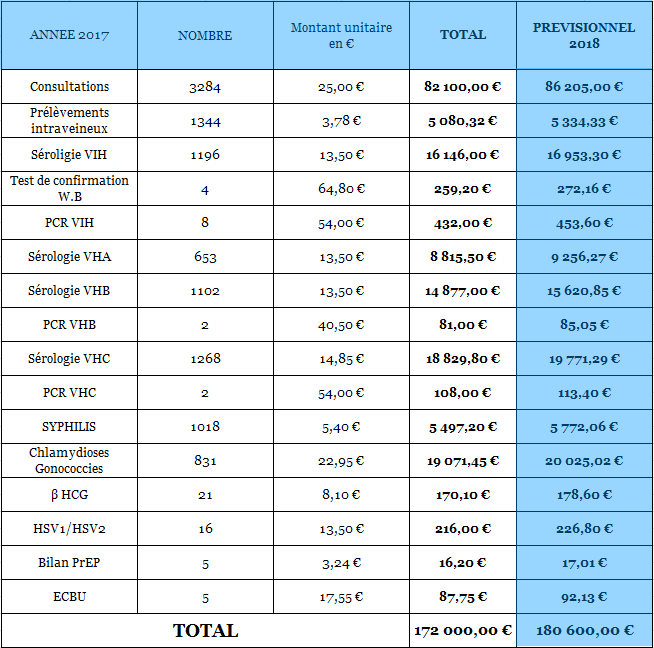 ANNEE 2017 NOMBRE Montant unitaire en € TOTAL PREVISIONNEL 2018
Consultations 3284 25,00 € 82 100,00 € 86 205,00 €
Prélèvements intraveineux 1344 3,78 € 5 080,32 € 5 334,33 €
Séroligie VIH 1196 13,50 € 16 146,00 € 16 953,30 €
Test de confirmation W.B 4 64,80 € 259,20 € 272,16 €
PCR VIH 8 54,00 € 432,00 € 453,60 €
Sérologie VHA 653 13,50 € 8 815,50 € 9 256,27 €
Sérologie VHB 1102 13,50 € 14 877,00 € 15 620,85 €
PCR VHB 2 40,50 € 81,00 € 85,05 €
Sérologie VHC 1268 14,85 € 18 829,80 € 19 771,29 €
PCR VHC 2 54,00 € 108,00 € 113,40 €
SYPHILIS 1018 5,40 € 5 497,20 € 5 772,06 €
Chlamydioses Gonococcies 831 22,95 € 19 071,45 € 20 025,02 €
β HCG 21 8,10 € 170,10 € 178,60 €
HSV1/HSV2 16 13,50 € 216,00 € 226,80 €
Bilan PrEP 5 3,24 € 16,20 € 17,01 €
ECBU 5 17,55 € 87,75 € 92,13 €
TOTAL 172 000,00 € 180 600,00 €